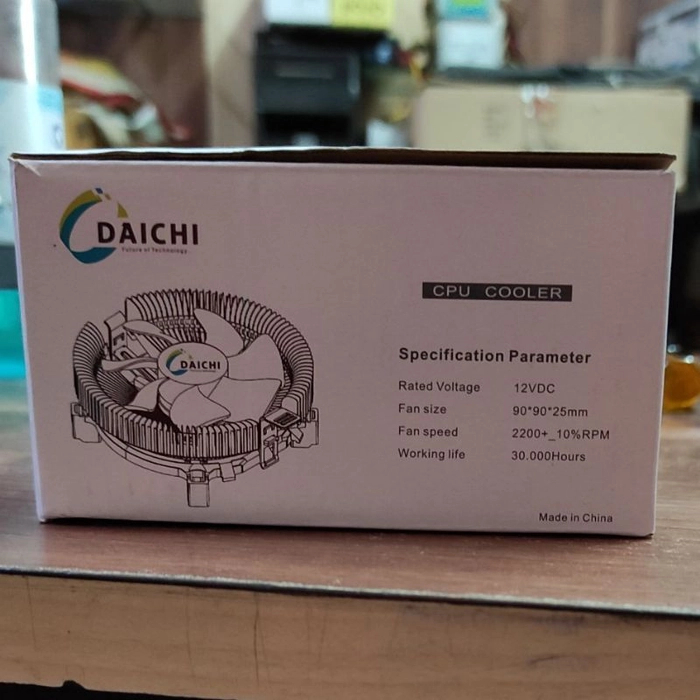 DAICHI
Future of Technology
CPU COOLER
DAICHI
Specification Parameter
Rated Voltage 12VDC
Fan size 90*90*25mm
Fan speed 2200+_10%RPM
Working life 30.000Hours
Made in China